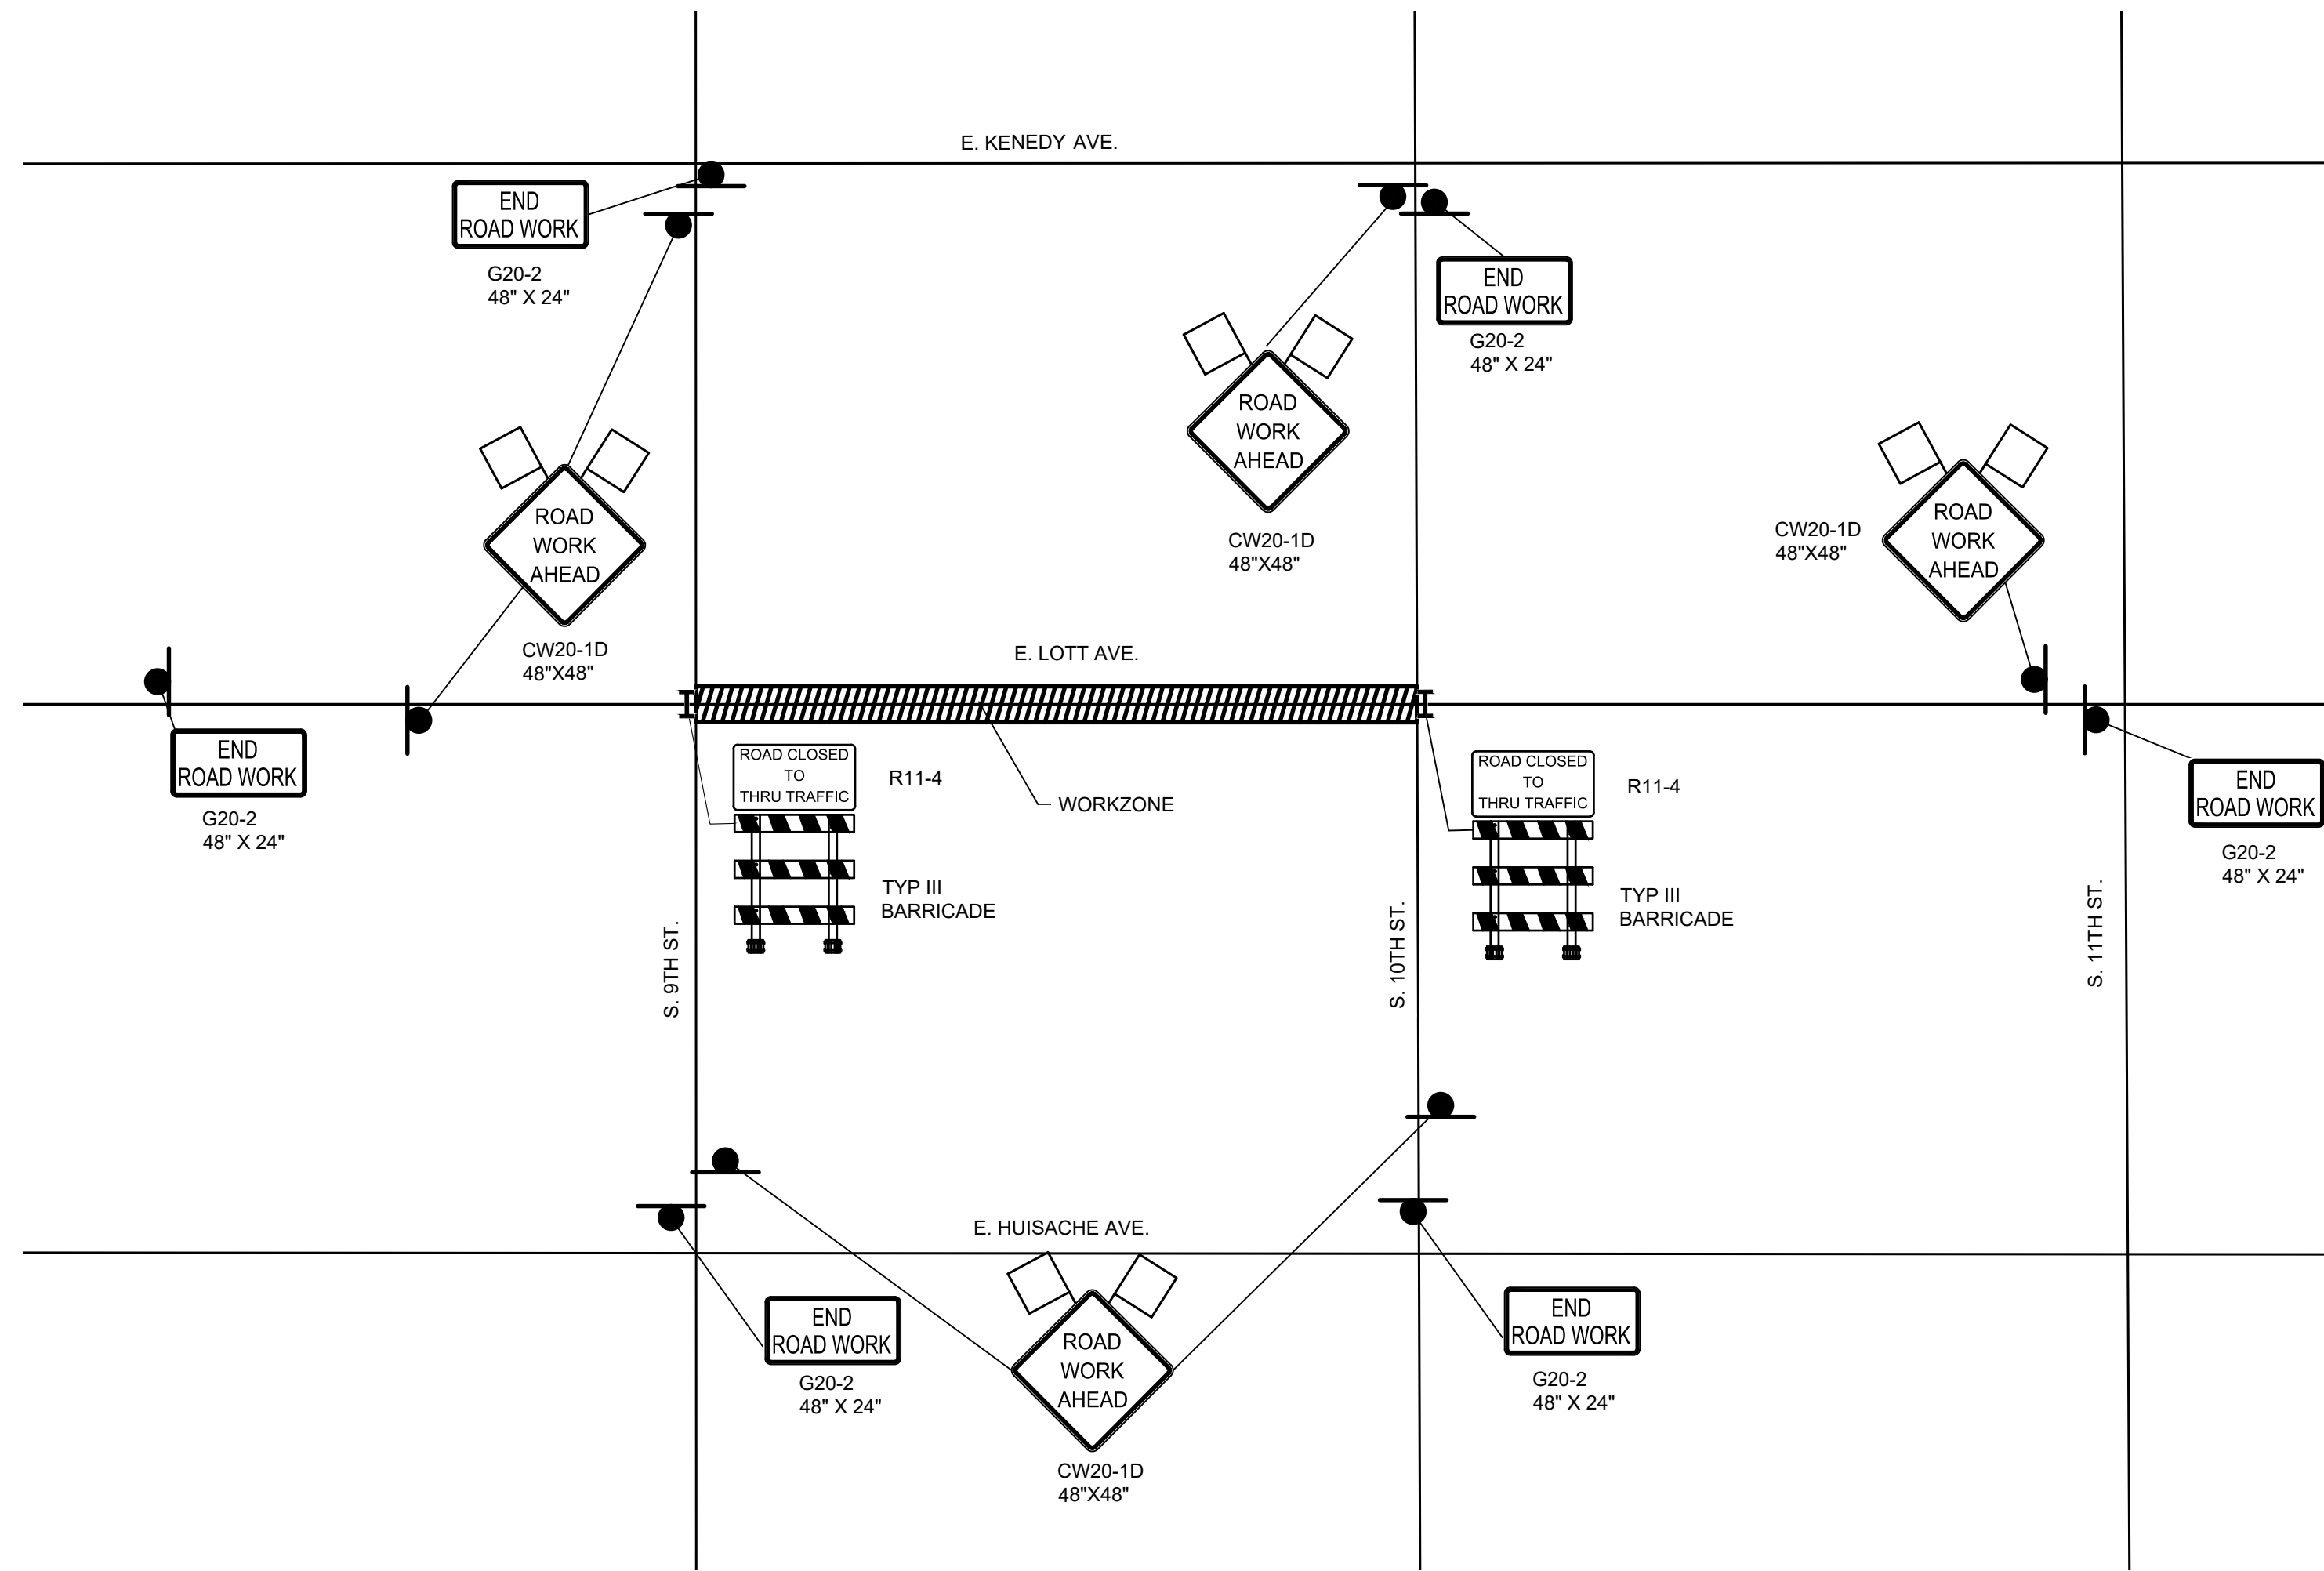 E. KENEDY AVE.
END
ROAD WORK
G20-2
48" X 24"
END
ROAD WORK
G20-2
48" X 24"
ROAD
WORK
AHEAD
CW20-1D
48"X48"
ROAD
WORK
AHEAD
CW20-1D
48"X48"
CW20-1D
48"X48"
ROAD
WORK
AHEAD
E. LOTT AVE.
END
ROAD WORK
G20-2
48" X 24"
ROAD CLOSED
TO
THRU TRAFFIC
R11-4
WORKZONE
ROAD CLOSED
TO
THRU TRAFFIC
R11-4
END
ROAD WORK
G20-2
48" X 24"
TYP III
BARRICADE
TYP III
BARRICADE
S. 9TH ST.
S. 10TH ST.
S. 11TH ST.
E. HUISACHE AVE.
END
ROAD WORK
G20-2
48" X 24"
ROAD
WORK
AHEAD
CW20-1D
48"X48"
END
ROAD WORK
G20-2
48" X 24"